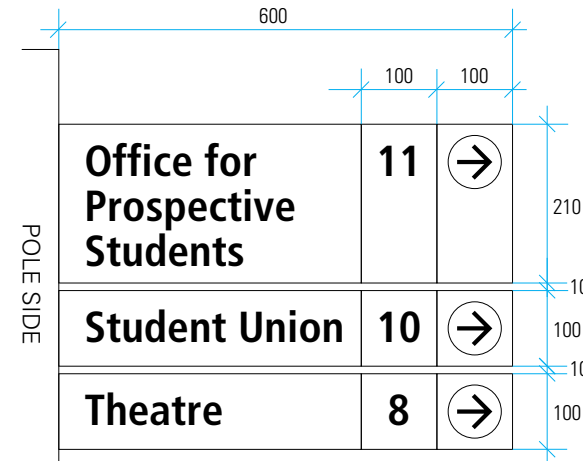 600
100 100
Office for 11
Prospective
Students
210
POLE SIDE
10
Student Union 10
100
10
Theatre 8
100